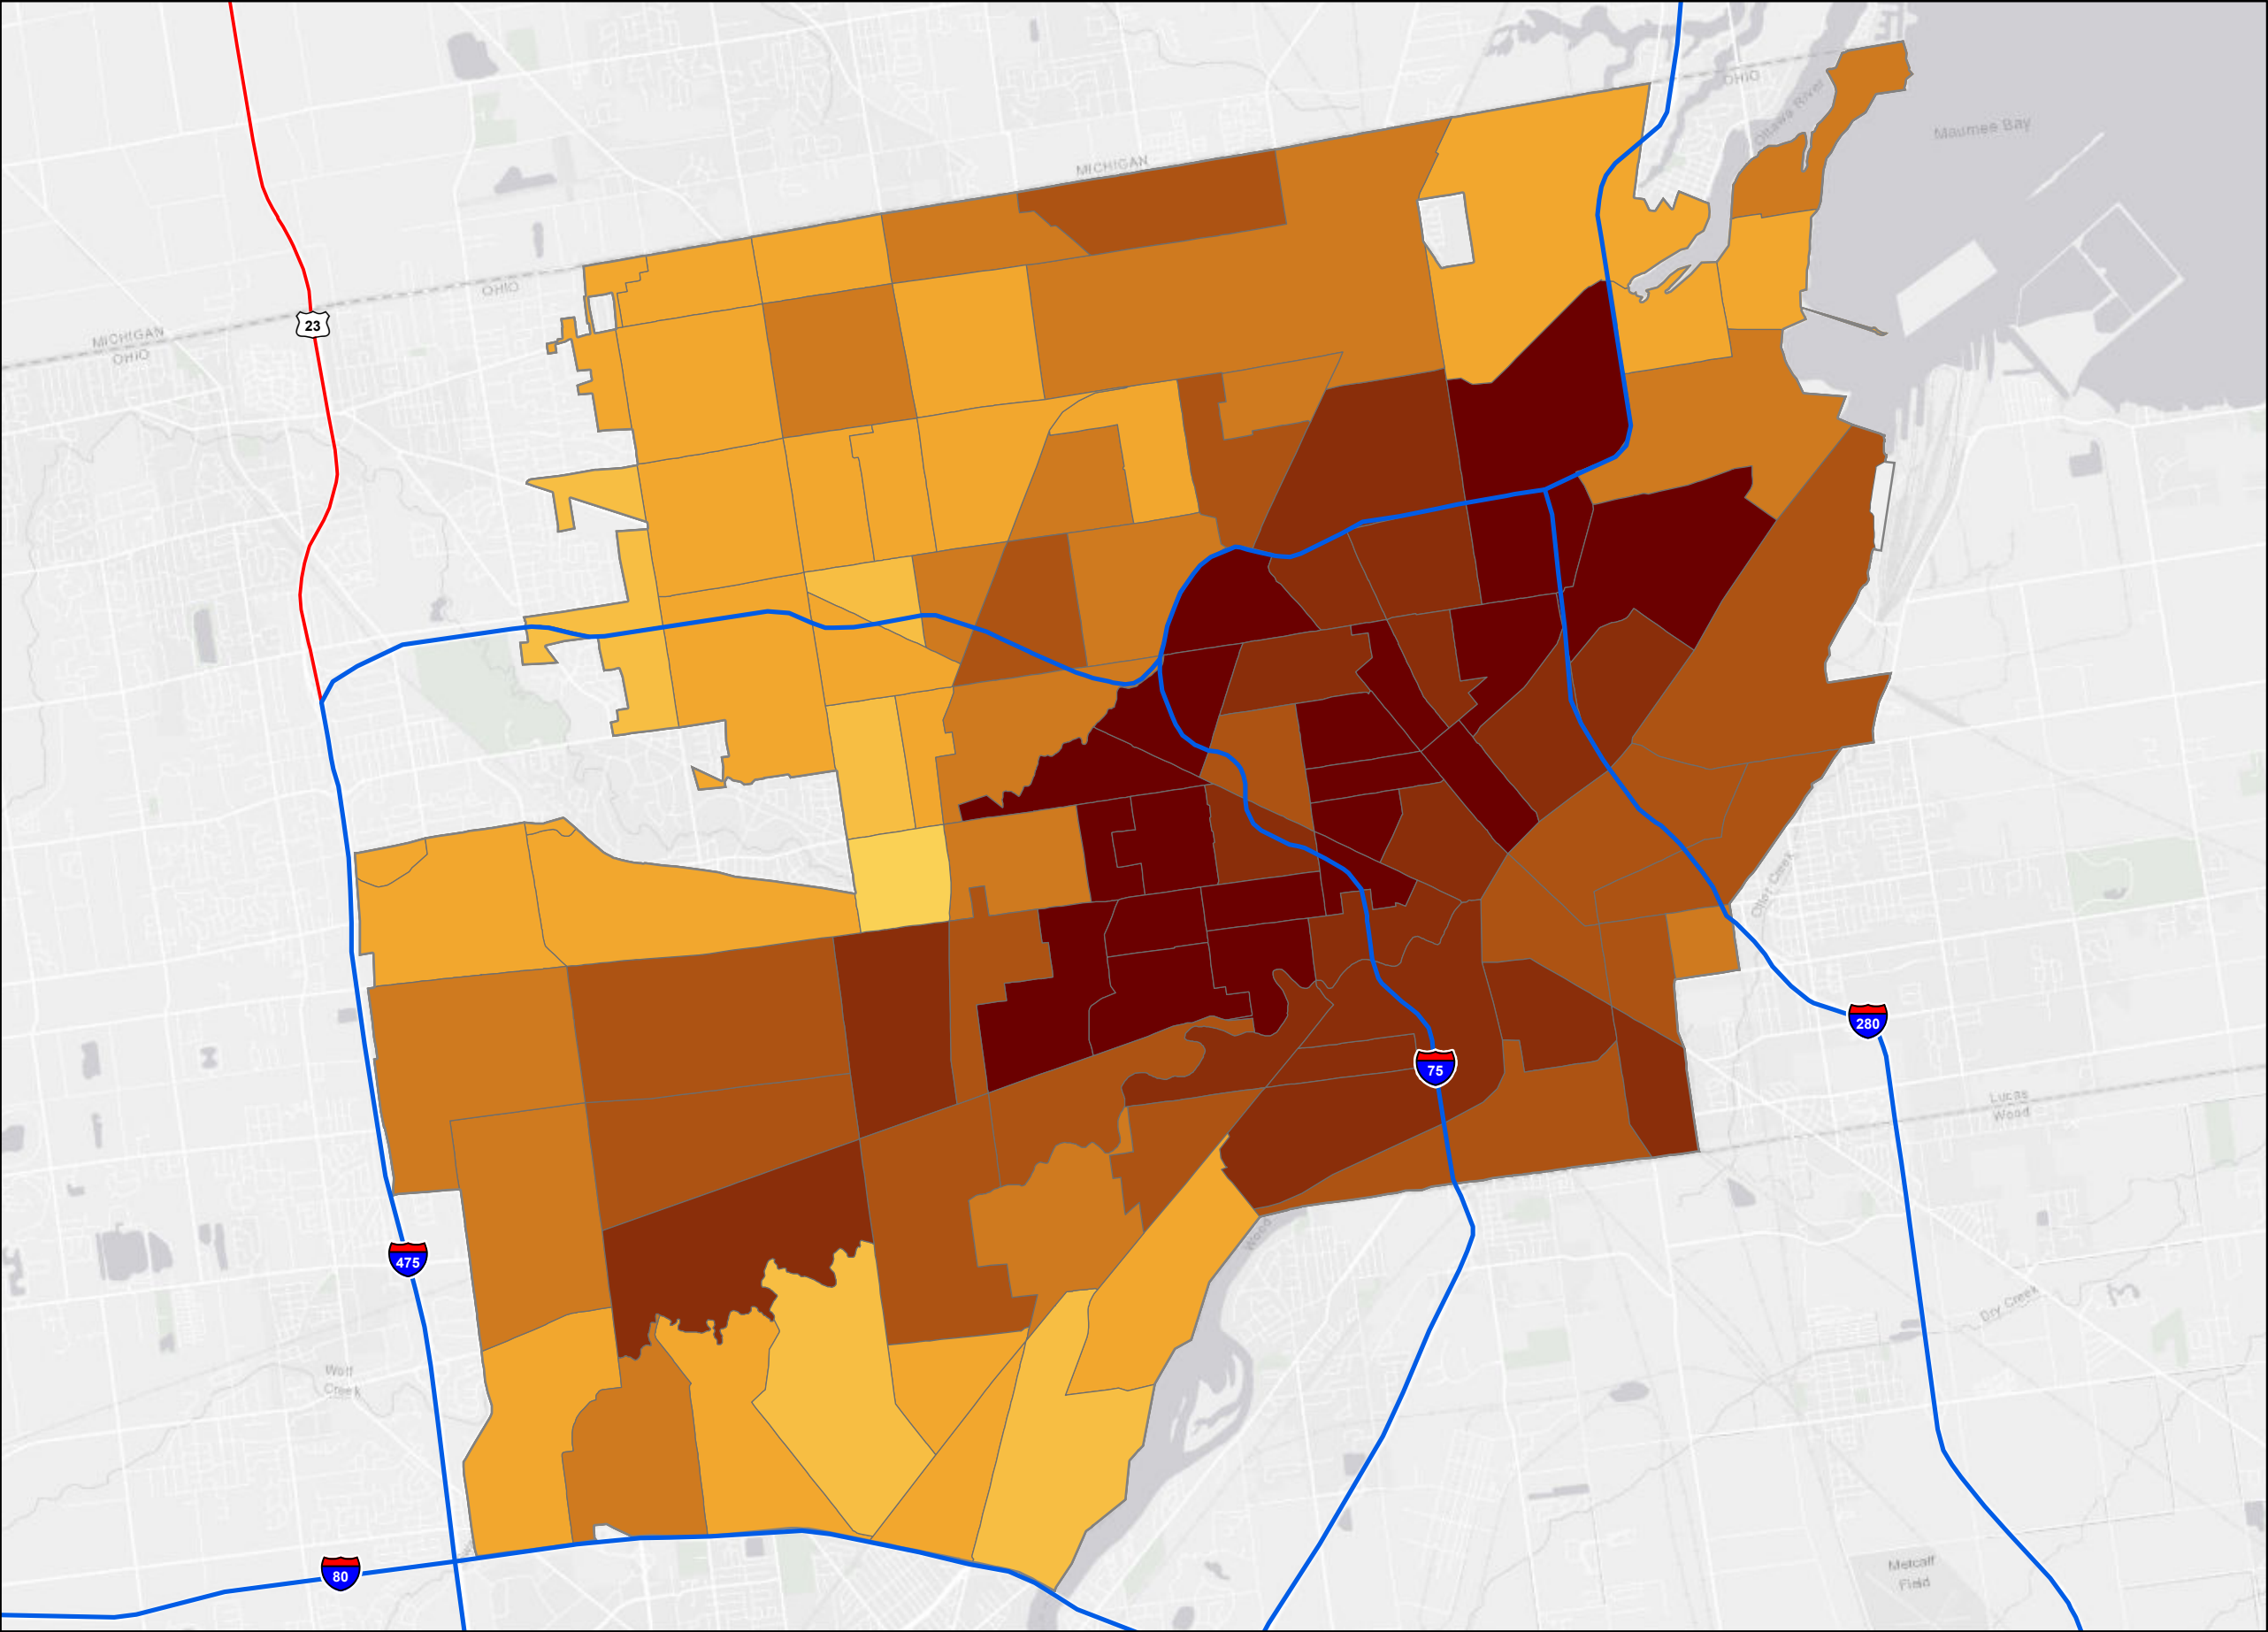 OHIO
Ottawa River
Maumee Bay
MICHIGAN
OHIO
23
MICHIGAN
OHIO
Otter Creek
280
75
Lucas
Wood
Wood
475
Dry Creek
Wolf
Creek
80
Metcalf
Field